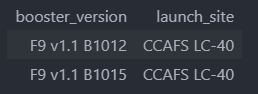 booster_version launch_site
F9 v1.1 B1012 CCAFS LC-40
F9 v1.1 B1015 CCAFS LC-40